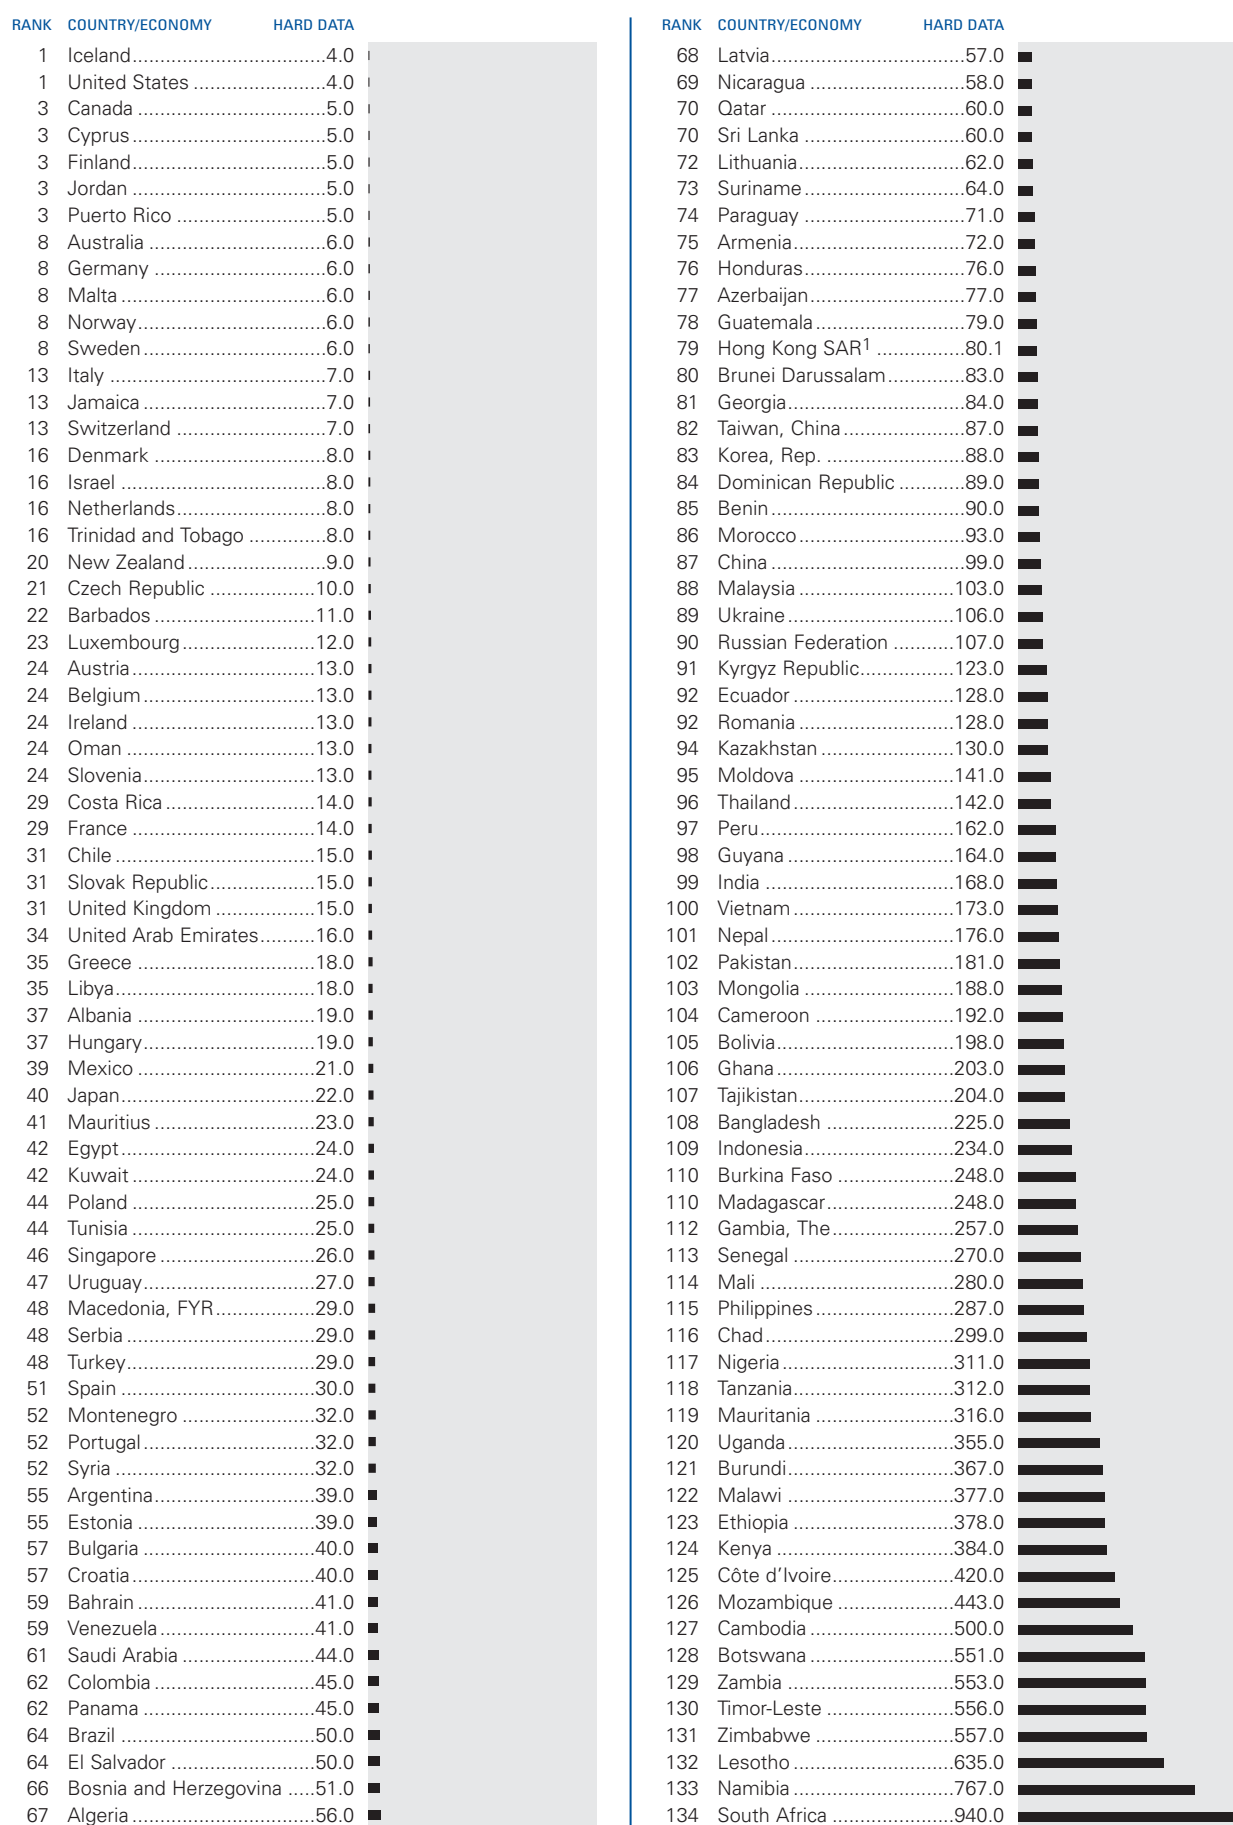 RANK COUNTRY/ECONOMY HARD DATA
1 Iceland 4.0
1 United States 4.0
3 Canada 5.0
3 Cyprus 5.0
3 Finland 5.0
3 Jordan 5.0
3 Puerto Rico 5.0
8 Australia 6.0
8 Germany 6.0
8 Malta 6.0
8 Norway 6.0
8 Sweden 6.0
13 Italy 7.0
13 Jamaica 7.0
13 Switzerland 7.0
16 Denmark 8.0
16 Israel 8.0
16 Netherlands 8.0
16 Trinidad and Tobago 8.0
20 New Zealand 9.0
21 Czech Republic 10.0
22 Barbados 11.0
23 Luxembourg 12.0
24 Austria 13.0
24 Belgium 13.0
24 Ireland 13.0
24 Oman 13.0
24 Slovenia 13.0
29 Costa Rica 14.0
29 France 14.0
31 Chile 15.0
31 Slovak Republic 15.0
31 United Kingdom 15.0
34 United Arab Emirates 16.0
35 Greece 18.0
35 Libya 18.0
37 Albania 19.0
37 Hungary 19.0
39 Mexico 21.0
40 Japan 22.0
41 Mauritius 23.0
42 Egypt 24.0
42 Kuwait 24.0
44 Poland 25.0
44 Tunisia 25.0
46 Singapore 26.0
47 Uruguay 27.0
48 Macedonia, FYR 29.0
48 Serbia 29.0
48 Turkey 29.0
51 Spain 30.0
52 Montenegro 32.0
52 Portugal 32.0
52 Syria 32.0
55 Argentina 39.0
55 Estonia 39.0
57 Bulgaria 40.0
57 Croatia 40.0
59 Bahrain 41.0
59 Venezuela 41.0
61 Saudi Arabia 44.0
62 Colombia 45.0
62 Panama 45.0
64 Brazil 50.0
64 El Salvador 50.0
66 Bosnia and Herzegovina 51.0
67 Algeria 56.0
RANK COUNTRY/ECONOMY HARD DATA
68 Latvia 57.0
69 Nicaragua 58.0
70 Qatar 60.0
70 Sri Lanka 60.0
72 Lithuania 62.0
73 Suriname 64.0
74 Paraguay 71.0
75 Armenia 72.0
76 Honduras 76.0
77 Azerbaijan 77.0
78 Guatemala 79.0
79 Hong Kong SAR1 80.1
80 Brunei Darussalam 83.0
81 Georgia 84.0
82 Taiwan, China 87.0
83 Korea, Rep. 88.0
84 Dominican Republic 89.0
85 Benin 90.0
86 Morocco 93.0
87 China 99.0
88 Malaysia 103.0
89 Ukraine 106.0
90 Russian Federation 107.0
91 Kyrgyz Republic 123.0
92 Ecuador 128.0
92 Romania 128.0
94 Kazakhstan 130.0
95 Moldova 141.0
96 Thailand 142.0
97 Peru 162.0
98 Guyana 164.0
99 India 168.0
100 Vietnam 173.0
101 Nepal 176.0
102 Pakistan 181.0
103 Mongolia 188.0
104 Cameroon 192.0
105 Bolivia 198.0
106 Ghana 203.0
107 Tajikistan 204.0
108 Bangladesh 225.0
109 Indonesia 234.0
110 Burkina Faso 248.0
110 Madagascar 248.0
112 Gambia, The 257.0
113 Senegal 270.0
114 Mali 280.0
115 Philippines 287.0
116 Chad 299.0
117 Nigeria 311.0
118 Tanzania 312.0
119 Mauritania 316.0
120 Uganda 355.0
121 Burundi 367.0
122 Malawi 377.0
123 Ethiopia 378.0
124 Kenya 384.0
125 Côte d’Ivoire 420.0
126 Mozambique 443.0
127 Cambodia 500.0
128 Botswana 551.0
129 Zambia 553.0
130 Timor-Leste 556.0
131 Zimbabwe 557.0
132 Lesotho 635.0
133 Namibia 767.0
134 South Africa 940.0